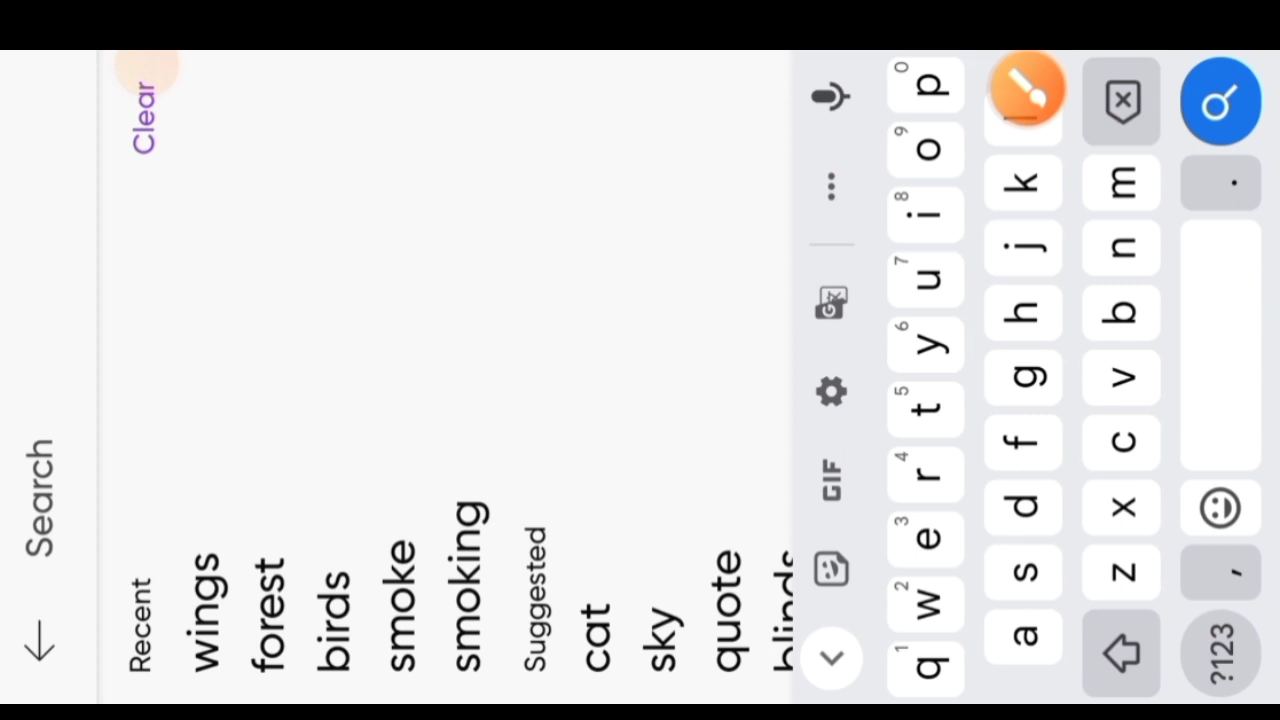 Search
Recent
Clear
wings
forest
birds
smoke
smoking
Suggested
cat
sky
quote
blinds
GIF
G
1 2 3 4 5 6 7 8 9 0
q w e r t y u i o p
a s d f g h j k
z x c v b n m
?123 , .